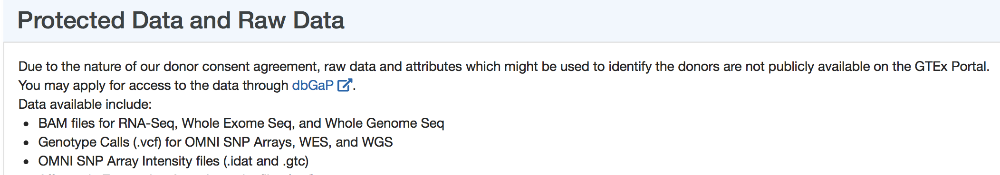 Protected Data and Raw Data
Due to the nature of our donor consent agreement, raw data and attributes which might be used to identify the donors are not publicly available on the GTEx Portal.
You may apply for access to the data through dbGaP.
Data available include:
• BAM files for RNA-Seq, Whole Exome Seq, and Whole Genome Seq
• Genotype Calls (.vcf) for OMNI SNP Arrays, WES, and WGS
• OMNI SNP Array Intensity files (.idat and .gtc)